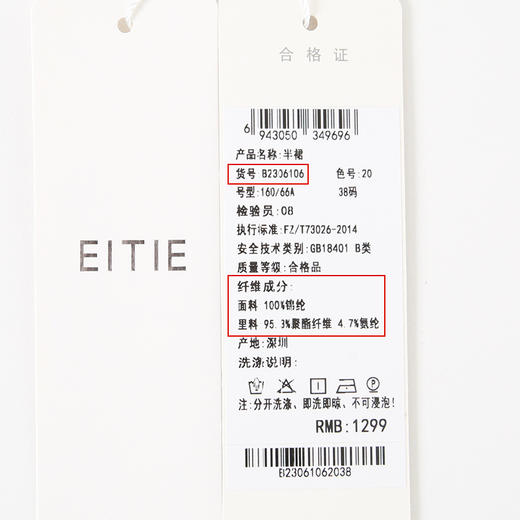 EITIE
合格证
6 943050 349696
产品名称:半裙
货号 B2306106 色号:20
号型:160/66A 38码
检验员:08
执行标准:FZ/T73026-2014
安全技术类别:GB18401 B类
质量等级:合格品
纤维成分:
面料 100%锦纶
里料 95.3%聚酯纤维 4.7%氨纶
产地:深圳
洗涤说明:
注:分开洗涤、即洗即晾、不可浸泡!
RMB:1299
B23061062038